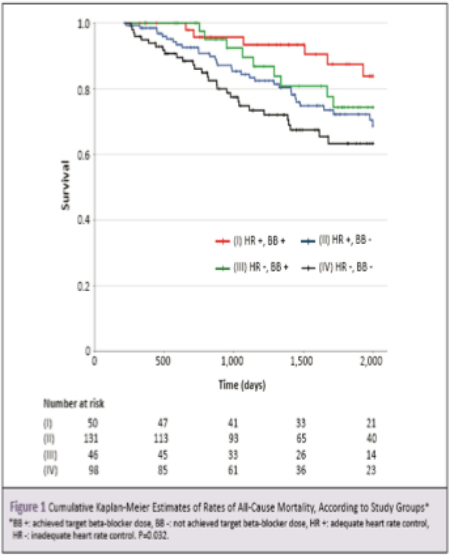 1.0
0.8
0.6
0.4
0.2
0
Survival
(I) HR +, BB + (II) HR +, BB -
(III) HR -, BB + (IV) HR -, BB -
0 500 1,000 1,500 2,000
Time (days)
Number at risk
(I) 50 47 41 33 21
(II) 131 113 93 65 40
(III) 46 45 33 26 14
(IV) 98 85 61 36 23
Figure 1 Cumulative Kaplan-Meier Estimates of Rates of All-Cause Mortality, According to Study Groups*
*BB +: achieved target beta-blocker dose, BB -: not achieved target beta-blocker dose, HR +: adequate heart rate control,
HR -: inadequate heart rate control. P=0.032.